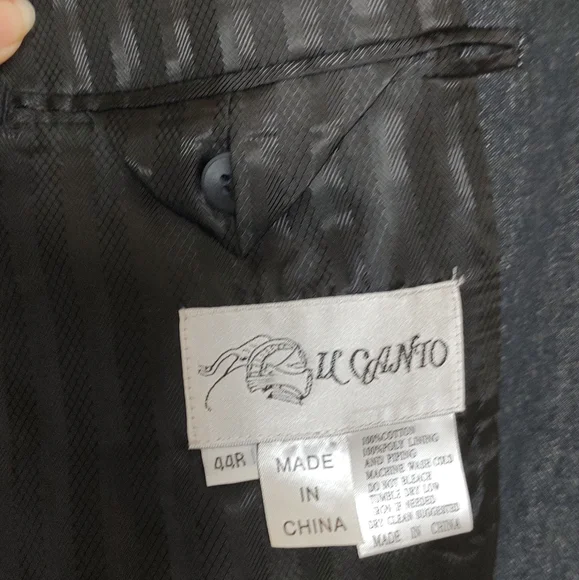 IL CANTO
44R
MADE
IN
CHINA
100%COTTON
100%POLY LINING
AND PIPING
MACHINE WASH COLD
DO NOT BLEACH
TUMBLE DRY LOW
IRON IF NEEDED
DRY CLEAN SUGGESTED
MADE IN CHINA